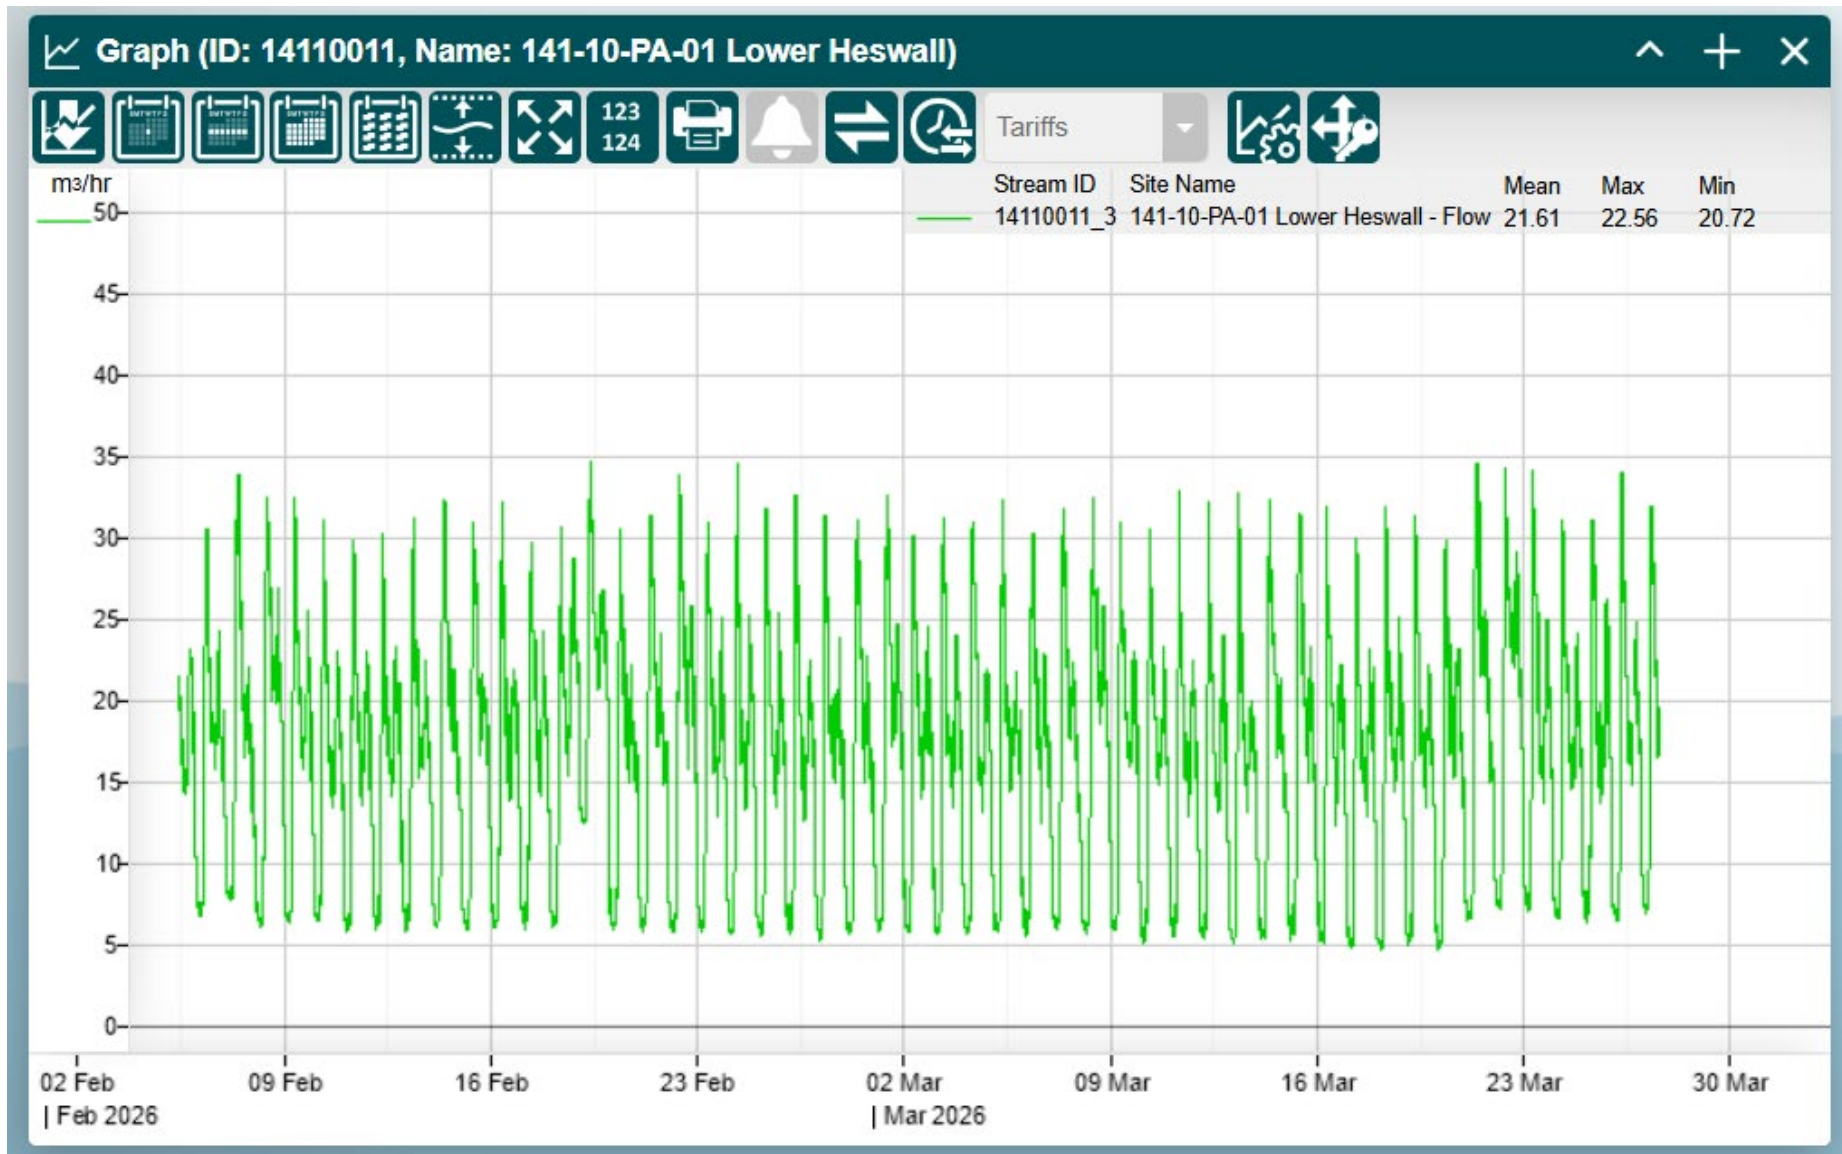 Graph (ID: 14110011, Name: 141-10-PA-01 Lower Heswall)
123
124
Tariffs
m3/hr
Stream ID Site Name Mean Max Min
14110011_3 141-10-PA-01 Lower Heswall - Flow 21.61 22.56 20.72
50
45
40
35
30
25
20
15
10
5
0
02 Feb 09 Feb 16 Feb 23 Feb 02 Mar 09 Mar 16 Mar 23 Mar 30 Mar
| Feb 2026 | Mar 2026